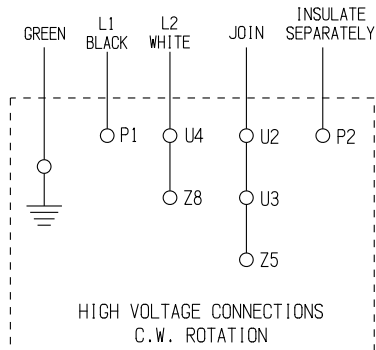 GREEN
L1
BLACK
L2
WHITE
JOIN
INSULATE
SEPARATELY
P1
U4
U2
P2
Z8
U3
Z5
HIGH VOLTAGE CONNECTIONS
C.W. ROTATION